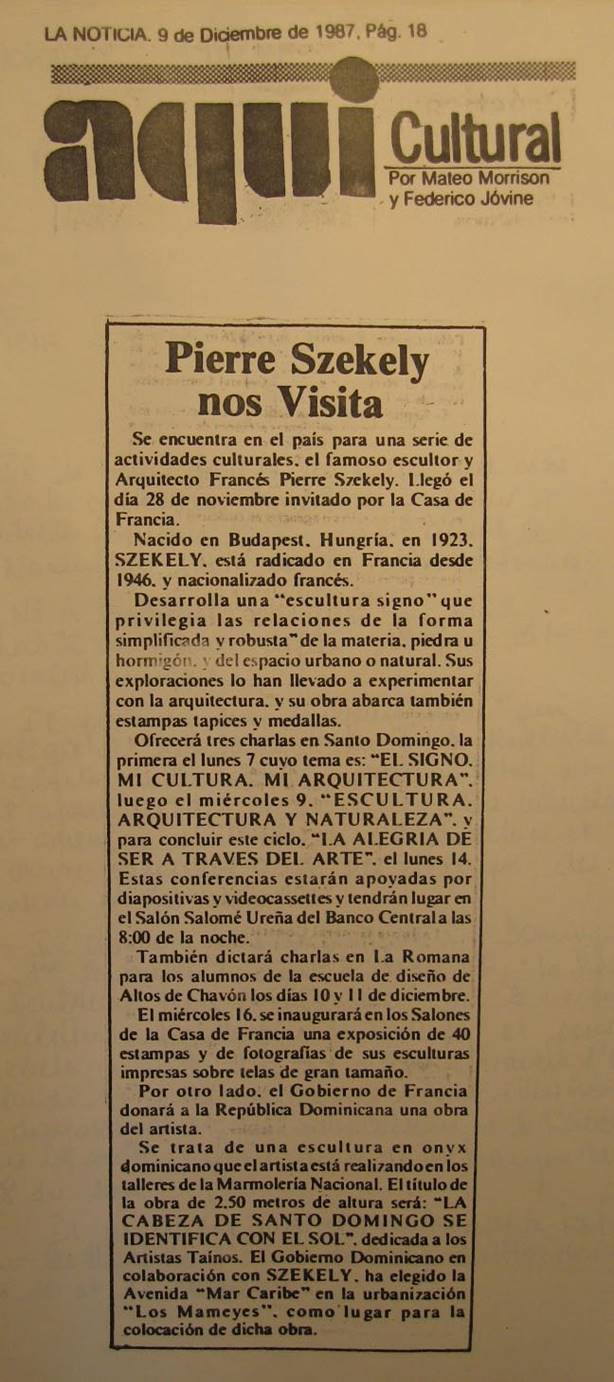 LA NOTICIA. 9 de Diciembre de 1987, Pág. 18
aqui
Cultural
Por Mateo Morrison
y Federico Jóvine
Pierre Szekely
nos Visita
Se encuentra en el país para una serie de
actividades culturales, el famoso escultor y
Arquitecto Francés Pierre Szekely. Llegó el
día 28 de noviembre invitado por la Casa de
Francia.
Nacido en Budapest, Hungría, en 1923,
SZEKELY, está radicado en Francia desde
1946, y nacionalizado francés.
Desarrolla una “escultura signo” que
privilegia las relaciones de la forma
simplificada y robusta” de la materia, piedra u
hormigón, y del espacio urbano o natural. Sus
exploraciones lo han llevado a experimentar
con la arquitectura, y su obra abarca también
estampas tapices y medallas.
Ofrecerá tres charlas en Santo Domingo, la
primera el lunes 7 cuyo tema es: “EL SIGNO,
MI CULTURA, MI ARQUITECTURA”,
luego el miércoles 9, “ESCULTURA,
ARQUITECTURA Y NATURALEZA”, y
para concluir este ciclo, “LA ALEGRIA DE
SER A TRAVES DEL ARTE”, el lunes 14.
Estas conferencias estarán apoyadas por
diapositivas y videocassettes y tendrán lugar en
el Salón Salomé Ureña del Banco Central a las
8:00 de la noche.
También dictará charlas en La Romana
para los alumnos de la escuela de diseño de
Altos de Chavón los días 10 y 11 de diciembre.
El miércoles 16, se inaugurará en los Salones
de la Casa de Francia una exposición de 40
estampas y de fotografías de sus esculturas
impresas sobre telas de gran tamaño.
Por otro lado, el Gobierno de Francia
donará a la República Dominicana una obra
del artista.
Se trata de una escultura en onyx
dominicano que el artista está realizando en los
talleres de la Marmolería Nacional. El título de
la obra de 2.50 metros de altura será: “LA
CABEZA DE SANTO DOMINGO SE
IDENTIFICA CON EL SOL”, dedicada a los
Artistas Taínos. El Gobierno Dominicano en
colaboración con SZEKELY, ha elegido la
Avenida “Mar Caribe” en la urbanización
“Los Mameyes”, como lugar para la
colocación de dicha obra.